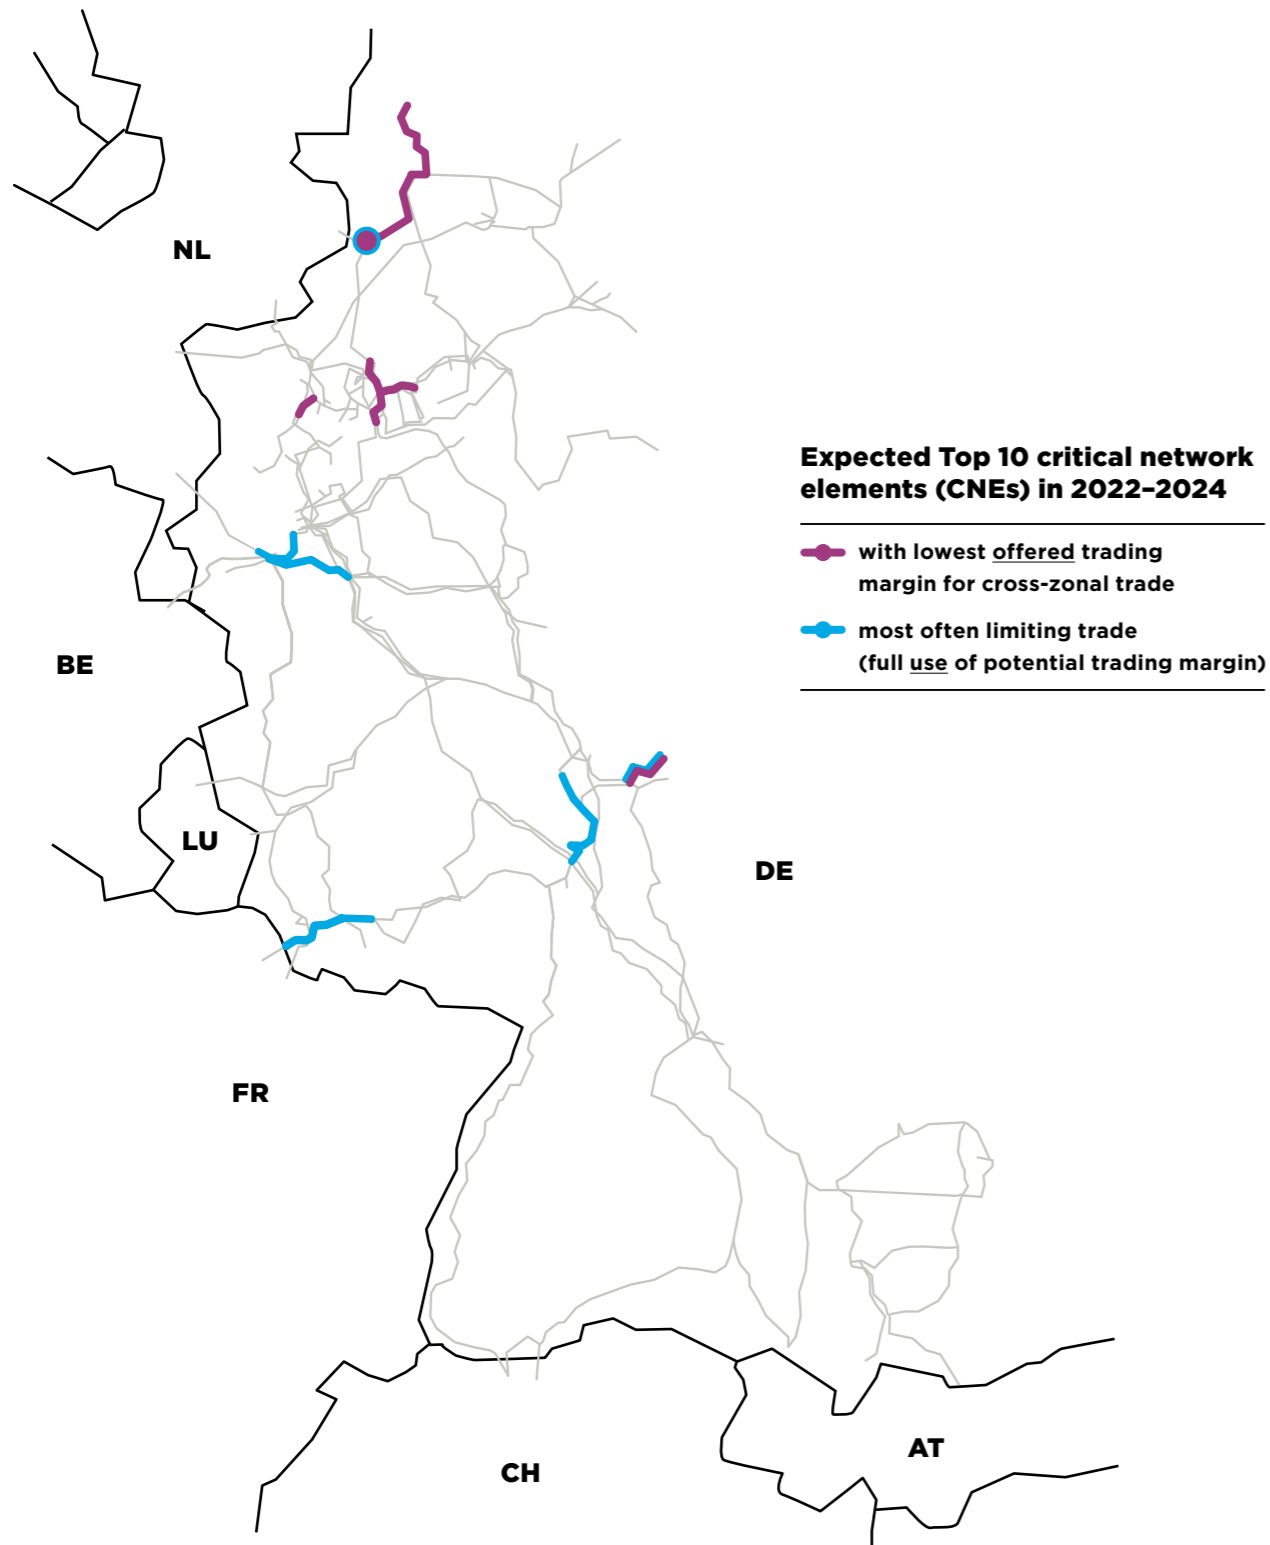 NL
Expected Top 10 critical network
elements (CNEs) in 2022–2024
with lowest offered trading
margin for cross-zonal trade
most often limiting trade
(full use of potential trading margin)
BE
LU
DE
FR
AT
CH